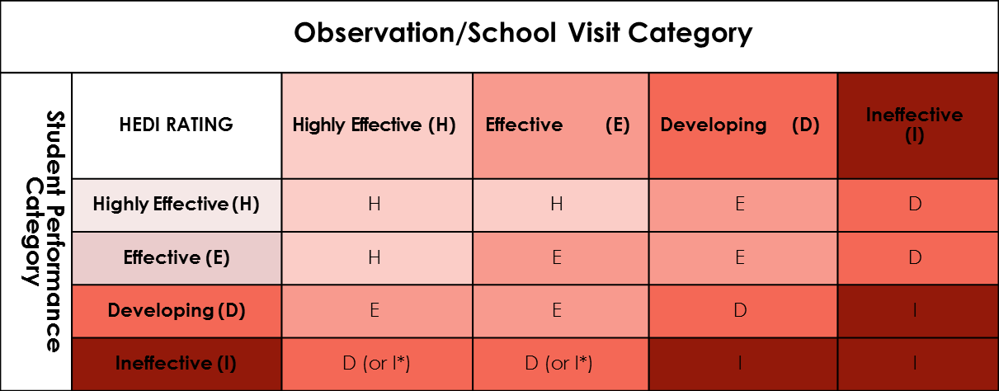 Observation/School Visit Category
Student Performance
Category
HEDI RATING
Highly Effective (H)
Effective (E)
Developing (D)
Ineffective
(I)
Highly Effective (H)
H
H
E
D
Effective (E)
H
E
E
D
Developing (D)
E
E
D
I
Ineffective (I)
D (or I*)
D (or I*)
I
I